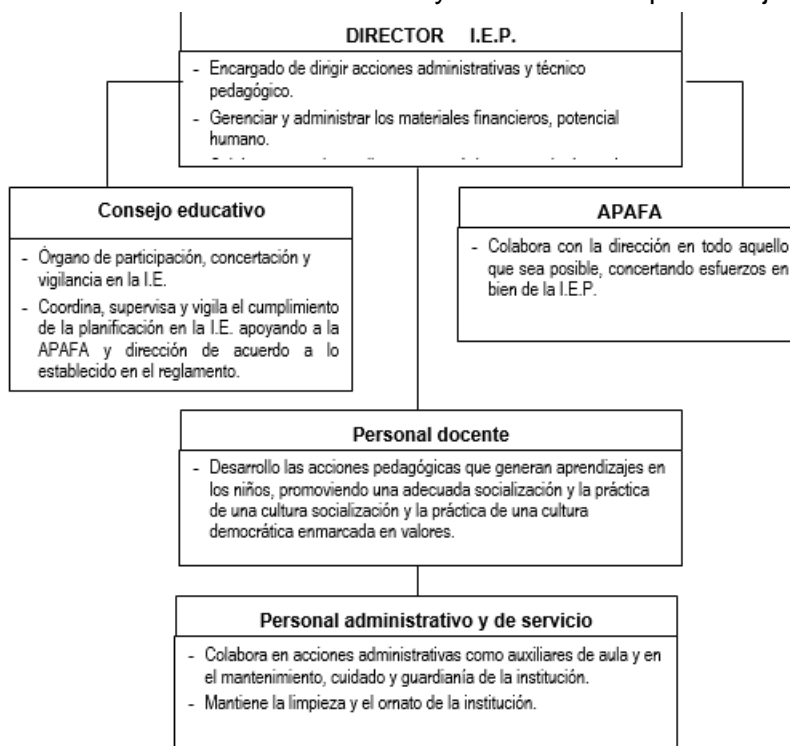 DIRECTOR I.E.P.
- Encargado de dirigir acciones administrativas y técnico
pedagógico.
- Gerenciar y administrar los materiales financieros, potencial
humano.
Consejo educativo
- Órgano de participación, concertación y
vigilancia en la I.E.
- Coordina, supervisa y vigila el cumplimiento
de la planificación en la I.E. apoyando a la
APAFA y dirección de acuerdo a lo
establecido en el reglamento.
APAFA
- Colabora con la dirección en todo aquello
que sea posible, concertando esfuerzos en
bien de la I.E.P.
Personal docente
- Desarrollo las acciones pedagógicas que generan aprendizajes en
los niños, promoviendo una adecuada socialización y la práctica
de una cultura socialización y la práctica de una cultura
democrática enmarcada en valores.
Personal administrativo y de servicio
- Colabora en acciones administrativas como auxiliares de aula y en
el mantenimiento, cuidado y guardianía de la institución.
- Mantiene la limpieza y el ornato de la institución.